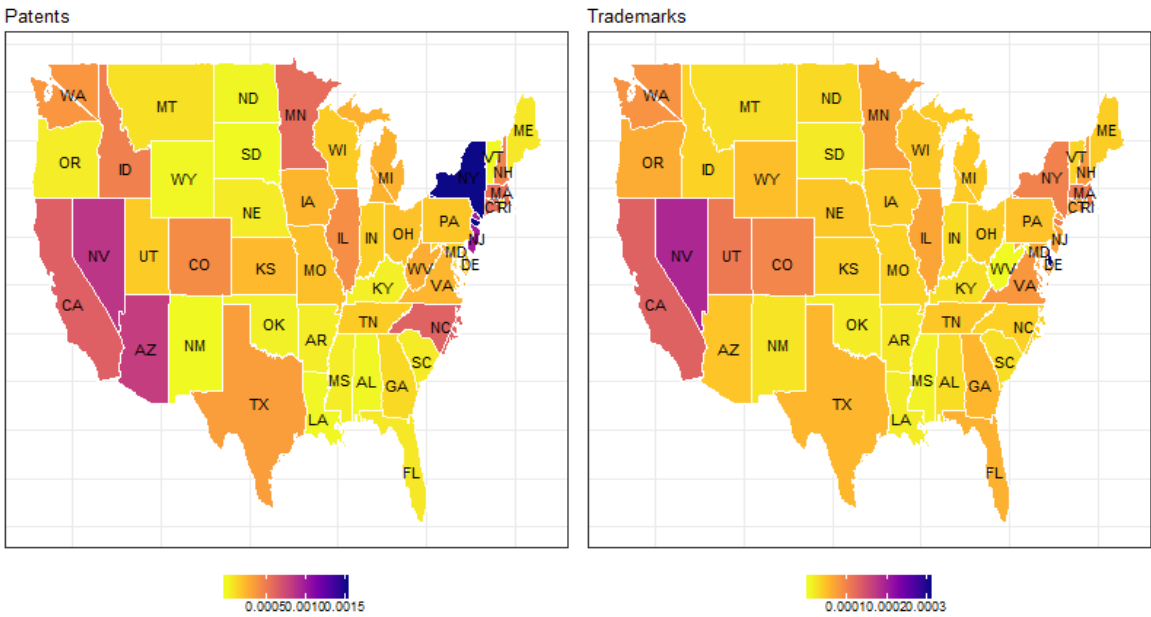 Patents
WA
MT
ND
MN
ME
OR
ID
SD
WI
VT
NH
WY
MI
NY
MA
CT
RI
NE
IA
PA
NV
UT
CO
IL
IN
OH
NJ
MD
DE
KS
MO
WV
VA
CA
KY
AZ
NM
OK
TN
NC
AR
SC
TX
MS
AL
GA
LA
FL
0.00050.00100.0015
Trademarks
WA
MT
ND
MN
ME
OR
ID
SD
WI
VT
NH
WY
MI
NY
MA
CT
RI
NE
IA
PA
NV
UT
CO
IL
IN
OH
NJ
MD
DE
KS
MO
WV
VA
CA
KY
AZ
NM
OK
TN
NC
AR
SC
TX
MS
AL
GA
LA
FL
0.00010.00020.0003